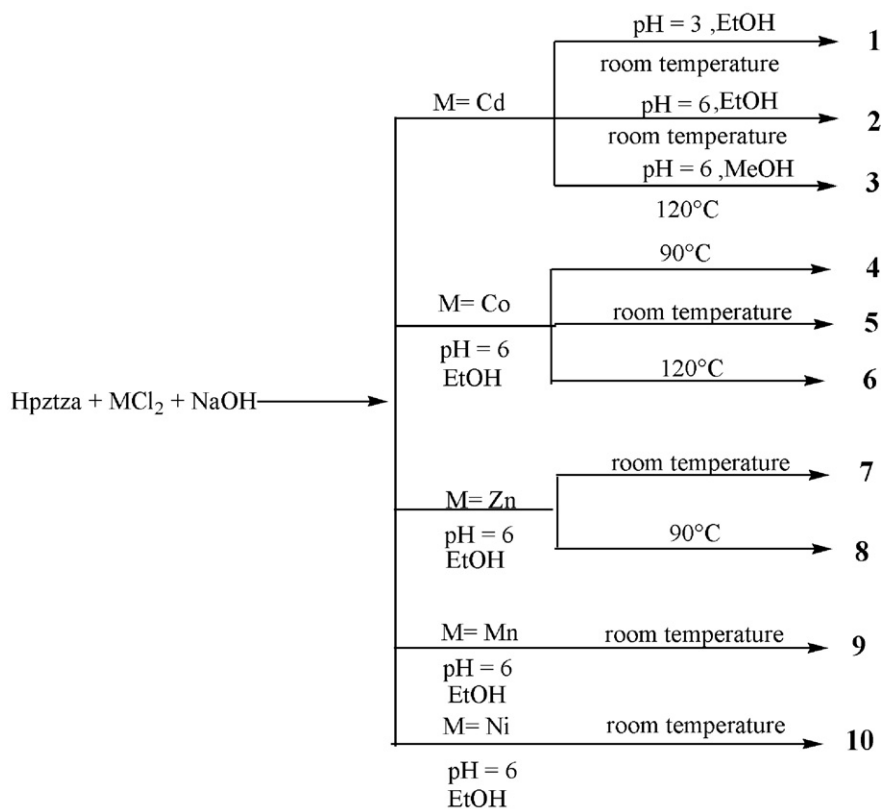 pH = 3 ,EtOH
1
room temperature
M= Cd
pH = 6 ,EtOH
2
room temperature
pH = 6 ,MeOH
3
120°C
90°C
4
M= Co
room temperature
5
pH = 6
EtOH
120°C
6
Hpztza + MCl₂ + NaOH
room temperature
7
M= Zn
pH = 6
EtOH
90°C
8
M= Mn
room temperature
9
pH = 6
EtOH
M= Ni
room temperature
10
pH = 6
EtOH